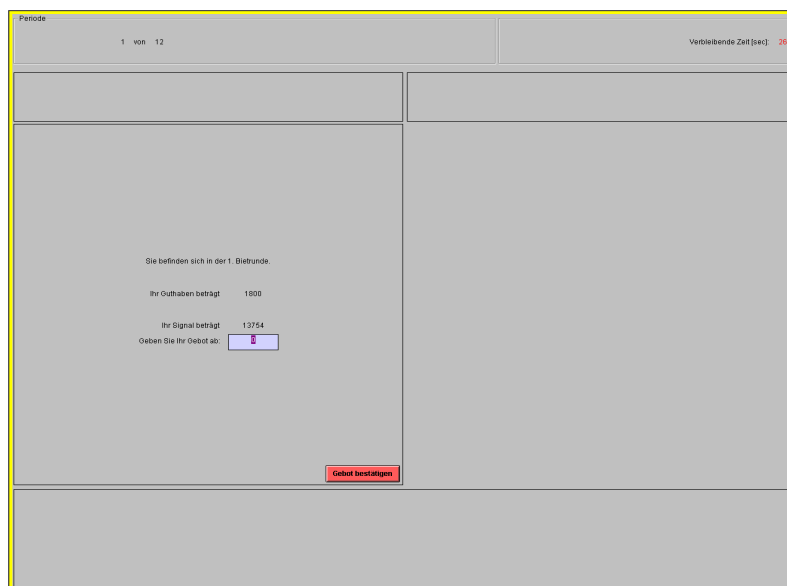 Periode
1 von 12
Verbleibende Zeit [sec]: 26
Sie befinden sich in der 1. Bietrunde.
Ihr Guthaben beträgt 1800
Ihr Signal beträgt 13754
Geben Sie Ihr Gebot ab: 0
Gebot bestätigen